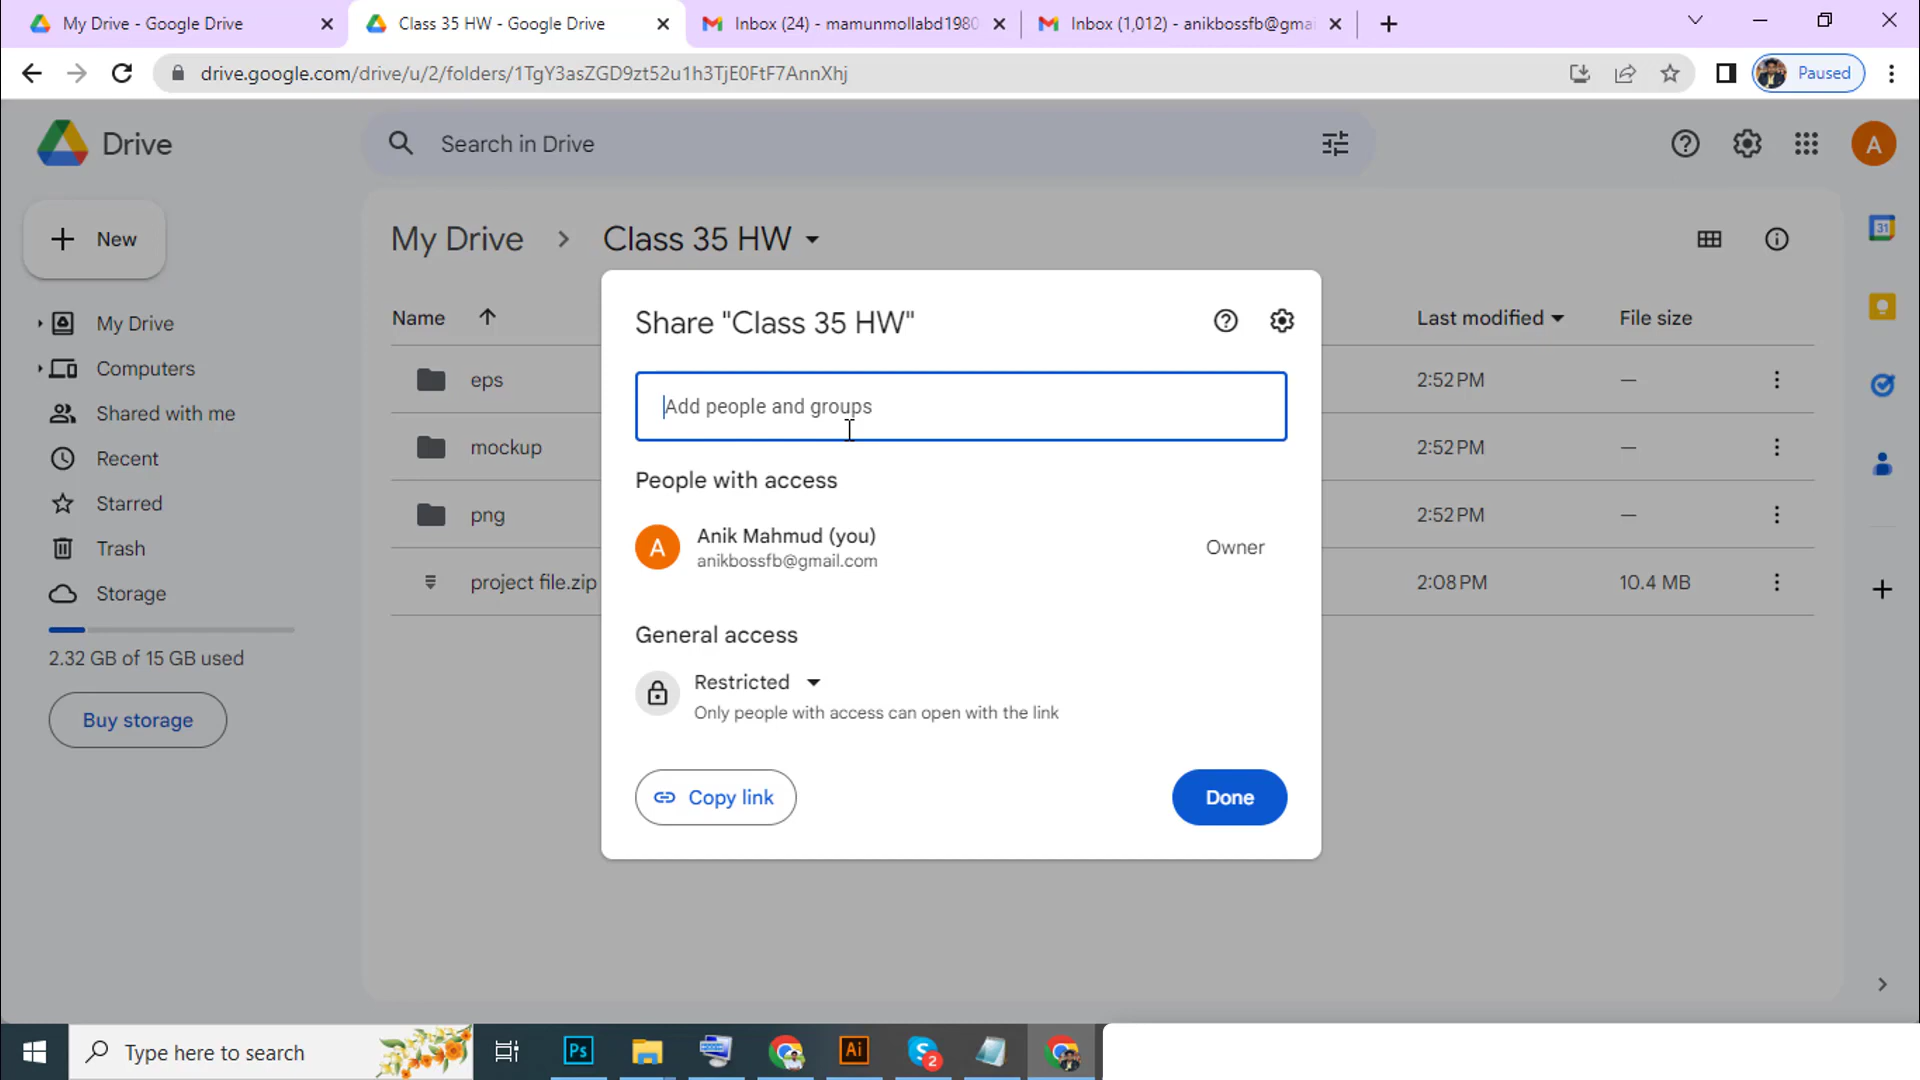 My Drive - Google Drive
Class 35 HW - Google Drive
Inbox (24) - mamunmollabd1980
Inbox (1,012) - anikbossfb@gmai
drive.google.com/drive/u/2/folders/1TgY3asZGD9zt52u1h3TjE0FtF7AnnXhj
Paused
Drive
Search in Drive
A
New
My Drive
Class 35 HW
31
My Drive
Computers
Shared with me
Recent
Starred
Trash
Storage
2.32 GB of 15 GB used
Buy storage
Name
Last modified
File size
eps
2:52 PM
—
mockup
2:52 PM
—
png
2:52 PM
—
project file.zip
2:08 PM
10.4 MB
Share "Class 35 HW"
Add people and groups
People with access
A
Anik Mahmud (you)
anikbossfb@gmail.com
Owner
General access
Restricted
Only people with access can open with the link
Copy link
Done
Type here to search
Ps
Ai
S
2